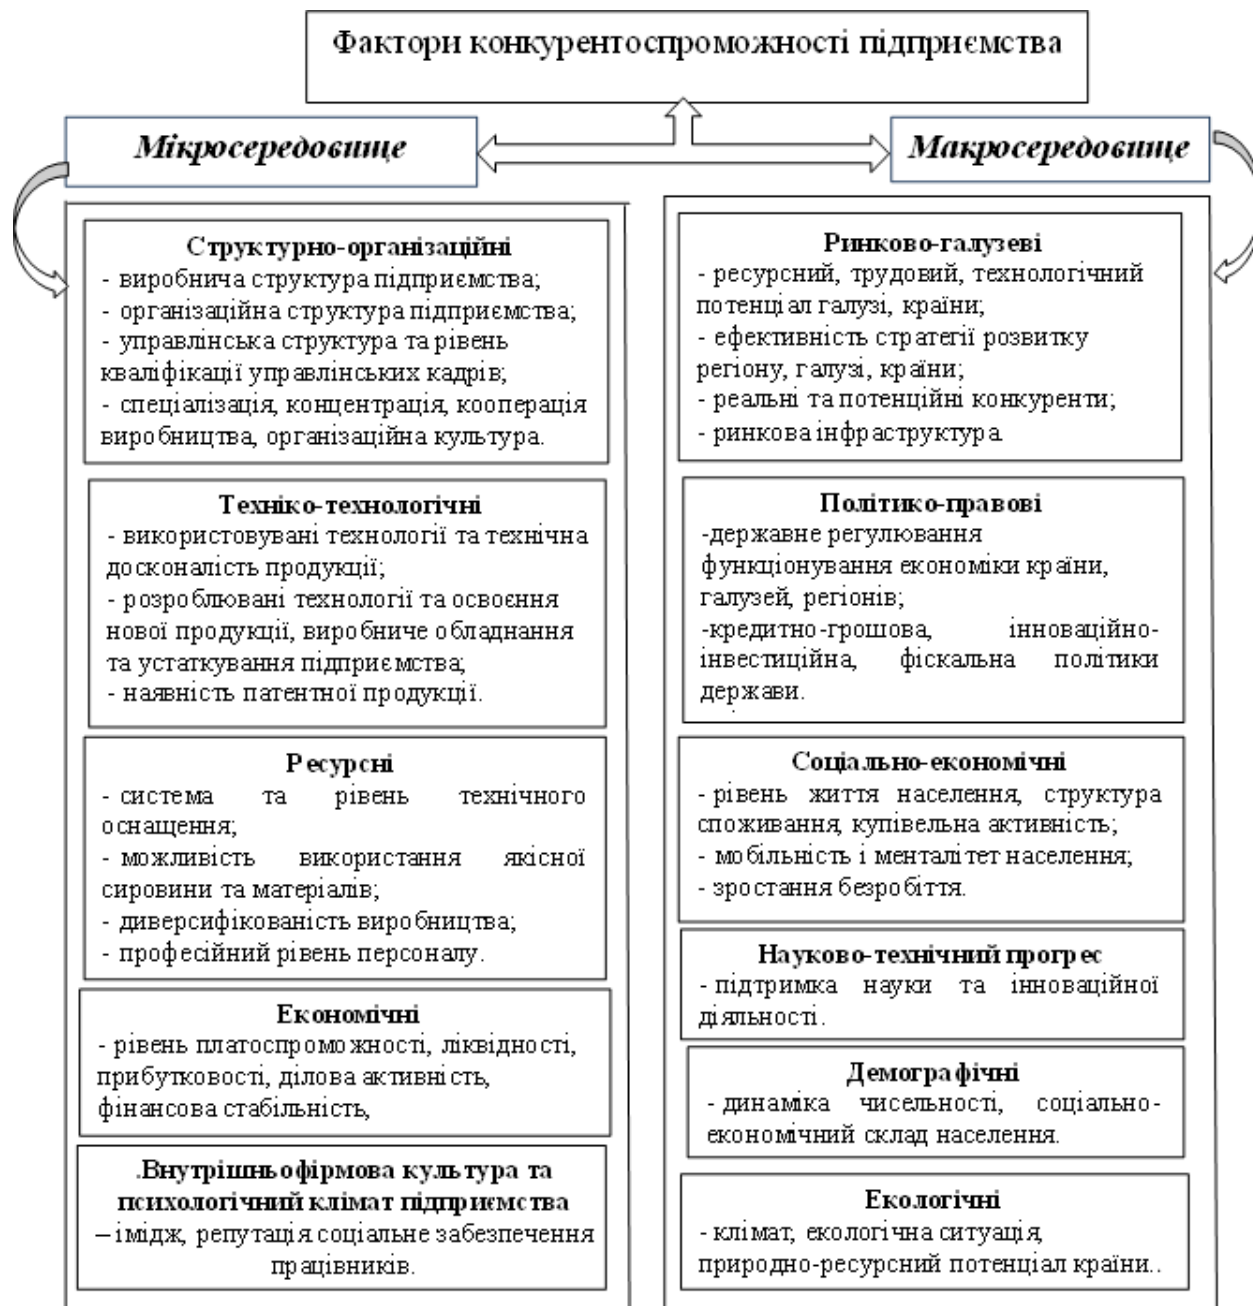 Фактори конкурентоспроможності підприємства
Мікросередовище
Макросередовище
Структурно-організаційні
- виробнича структура підприємства;
- організаційна структура підприємства;
- управлінська структура та рівень
кваліфікації управлінських кадрів;
- спеціалізація, концентрація, кооперація
виробництва, організаційна культура.
Техніко-технологічні
- використовувані технології та технічна
досконалість продукції;
- розроблювані технології та освоєння
нової продукції, виробниче обладнання
та устаткування підприємства;
- наявність патентної продукції.
Ресурсні
- система та рівень технічного
оснащення;
- можливість використання якісної
сировини та матеріалів;
- диверсифікованість виробництва;
- професійний рівень персоналу.
Економічні
- рівень платоспроможності, ліквідності,
прибутковості, ділова активність,
фінансова стабільність,
.Внутрішньофірмова культура та
психологічний клімат підприємства
– імідж, репутація соціальне забезпечення
працівників.
Ринково-галузеві
- ресурсний, трудовий, технологічний
потенціал галузі, країни;
- ефективність стратегії розвитку
регіону, галузі, країни;
- реальні та потенційні конкуренти;
- ринкова інфраструктура.
Політико-правові
-державне регулювання
функціонування економіки країни,
галузей, регіонів;
-кредитно-грошова, інноваційно-
інвестиційна, фіскальна політики
держави.
Соціально-економічні
- рівень життя населення, структура
споживання, купівельна активність;
- мобільність і менталітет населення;
- зростання безробіття.
Науково-технічний прогрес
- підтримка науки та інноваційної
діяльності.
Демографічні
- динаміка чисельності, соціально-
економічний склад населення.
Екологічні
- клімат, екологічна ситуація,
природно-ресурсний потенціал країни..